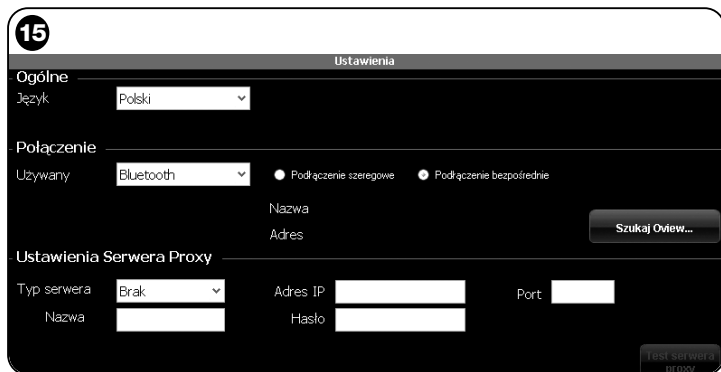 15
Ustawienia
Ogólne
Język Polski
Połączenie
Używany Bluetooth Podłączenie szeregowe Podłączenie bezpośrednie
Nazwa
Adres Szukaj Oview...
Ustawienia Serwera Proxy
Typ serwera Brak Adres IP Port
Nazwa Hasło
Test serwera
proxy